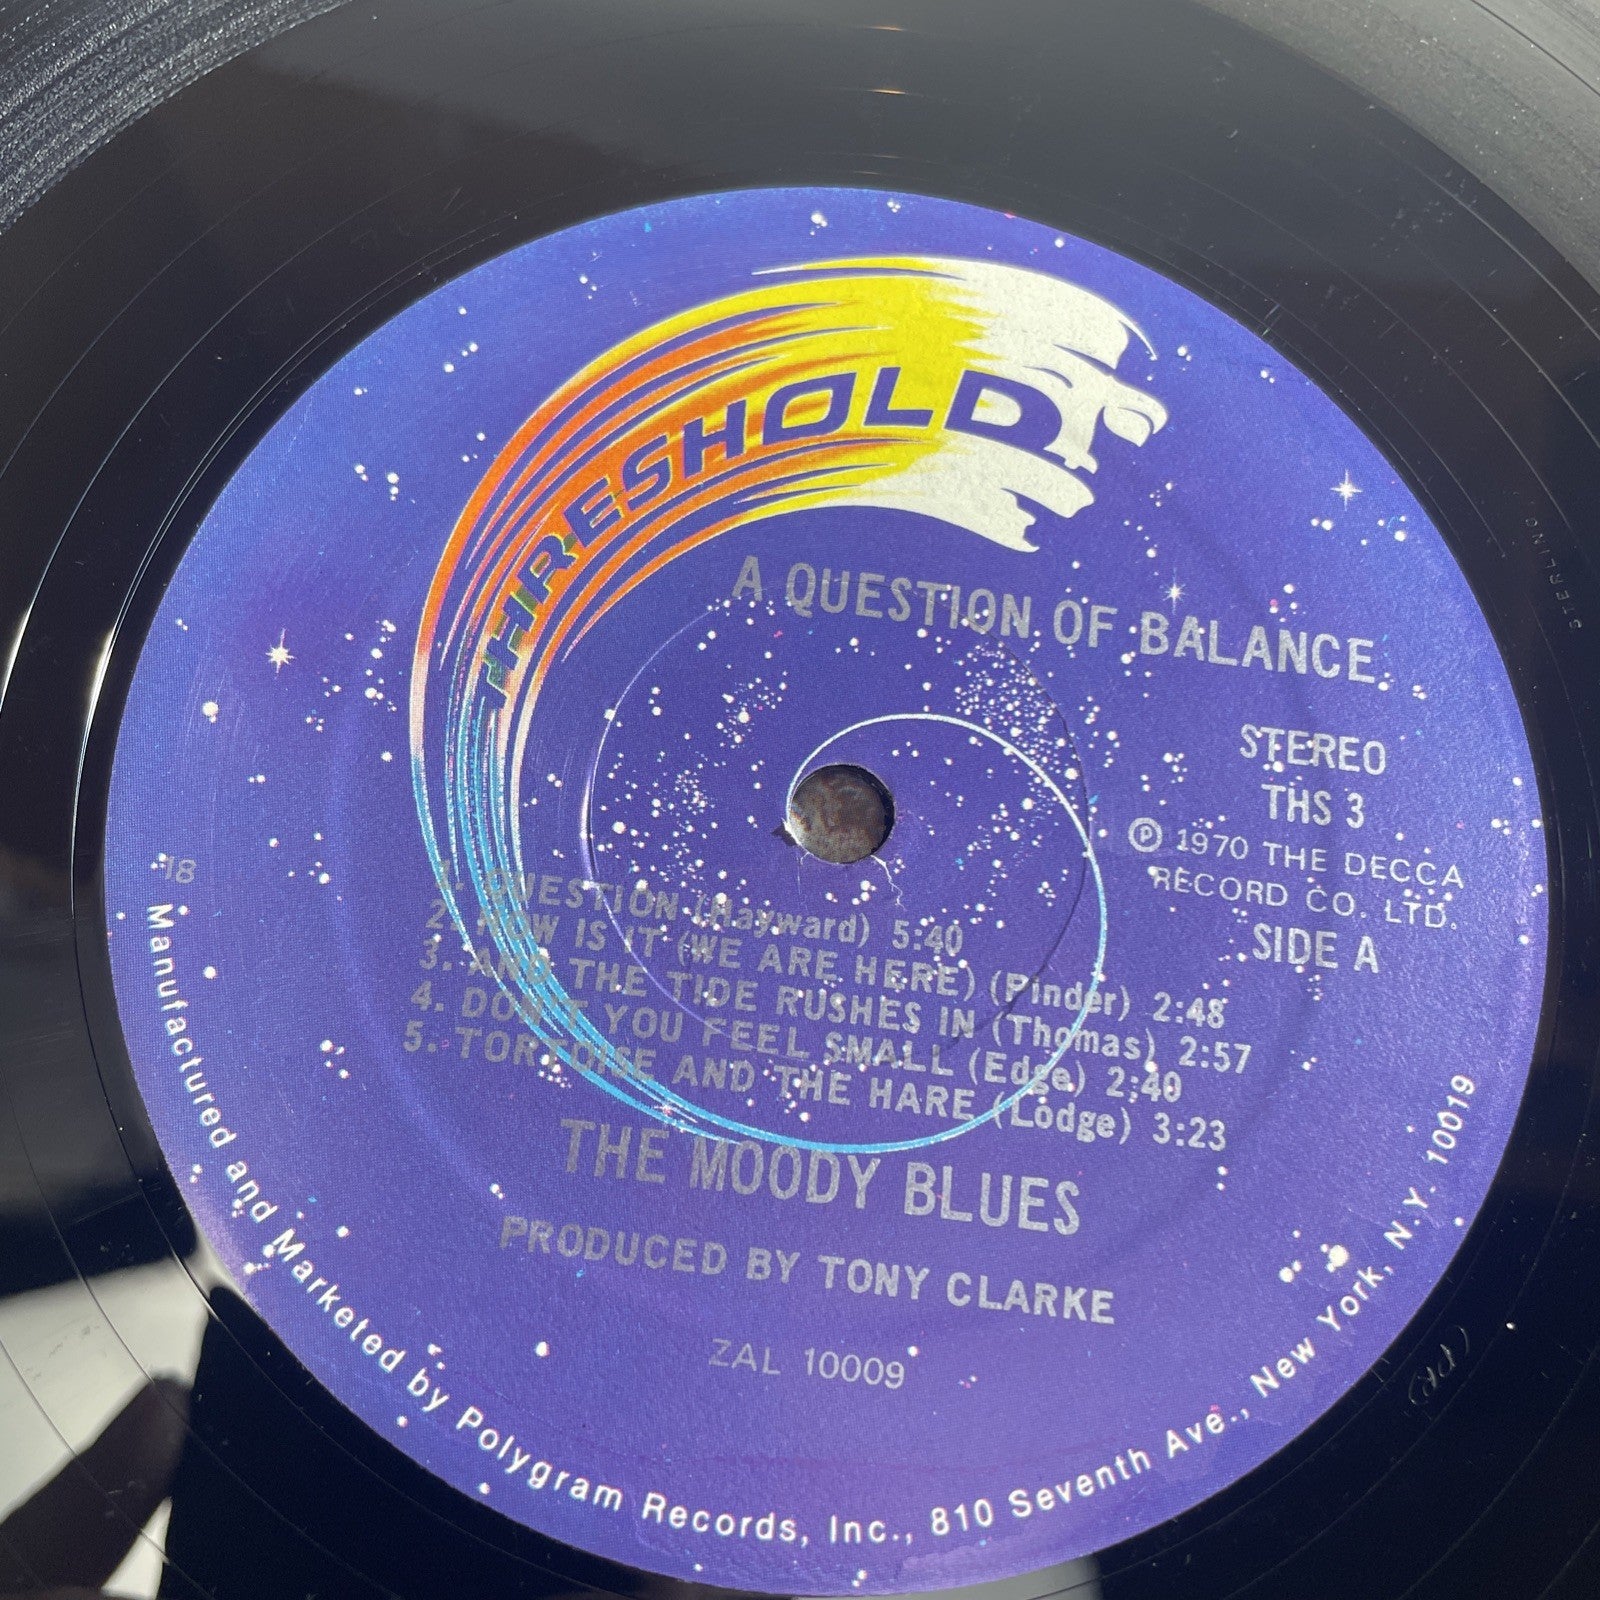 THRESHOLD
A QUESTION OF BALANCE
STEREO
THS 3
℗ 1970 THE DECCA
RECORD CO. LTD.
SIDE A
18
1. QUESTION (Hayward) 5:40
2. HOW IS IT (WE ARE HERE) (Pinder) 2:48
3. AND THE TIDE RUSHES IN (Thomas) 2:57
4. DON'T YOU FEEL SMALL (Edge) 2:40
5. TORTOISE AND THE HARE (Lodge) 3:23
THE MOODY BLUES
PRODUCED BY TONY CLARKE
ZAL 10009
Manufactured and Marketed by Polygram Records, Inc., 810 Seventh Ave., New York, N.Y. 10019
STERLING
(PR)